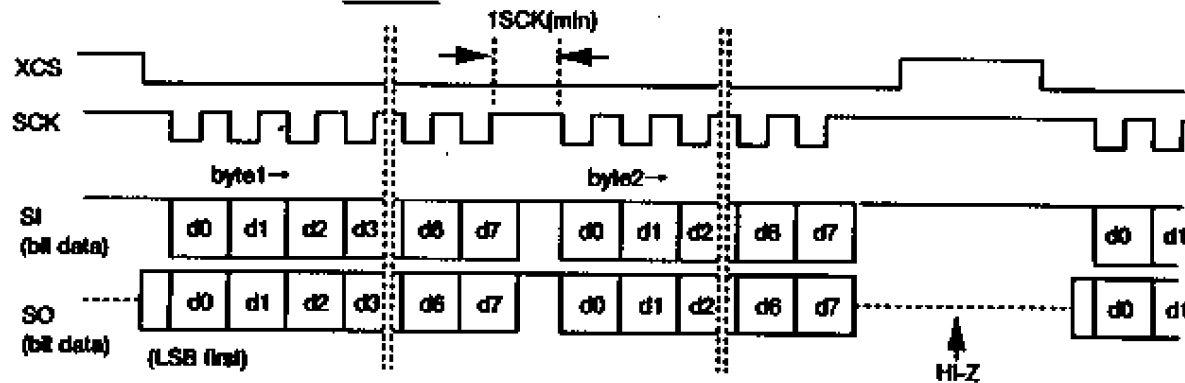 1SCK(min)
XCS
SCK
byte1→ byte2→
SI d0 d1 d2 d3 d6 d7 d0 d1 d2 d6 d7 d0 d1
(bit data)
SO d0 d1 d2 d3 d6 d7 d0 d1 d2 d6 d7 d0 d1
(bit data)
(LSB first)
Hi-Z